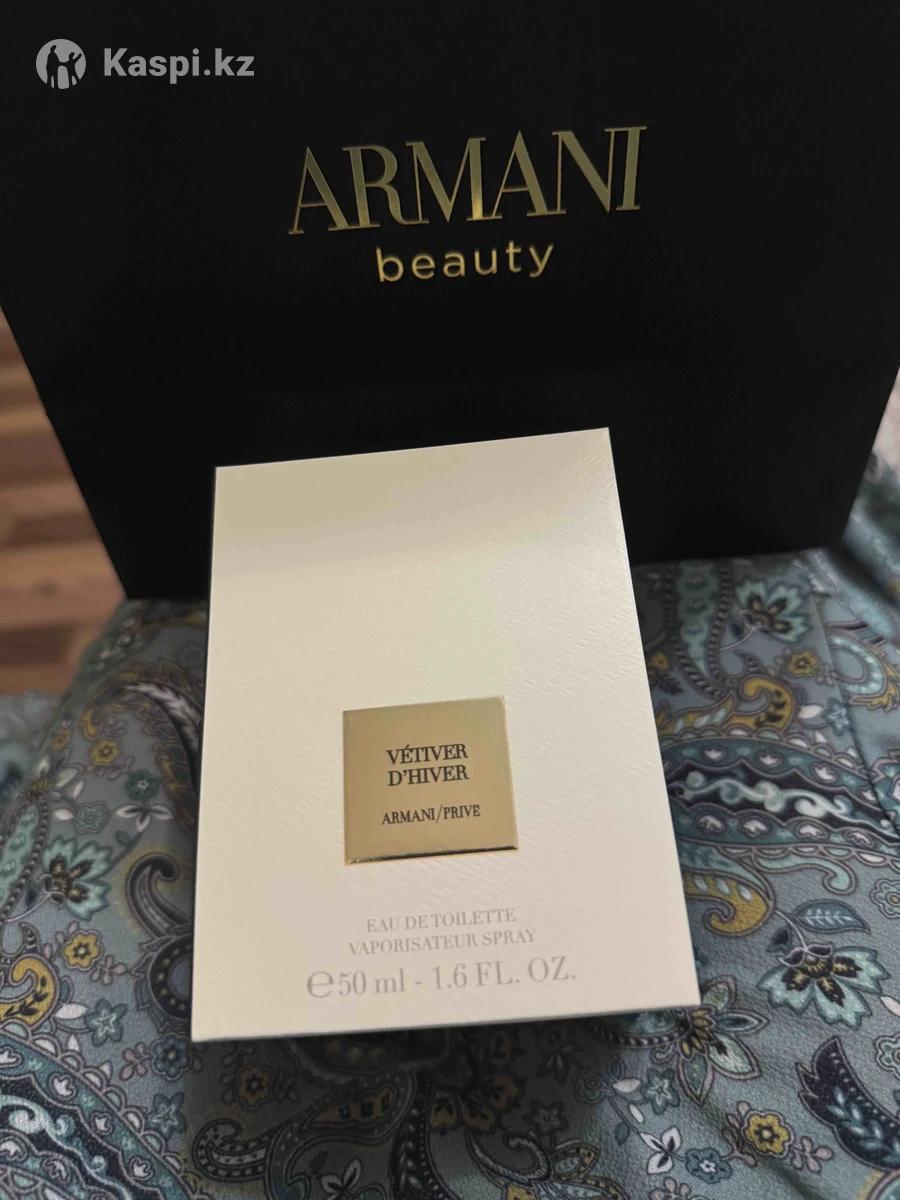 Kaspi.kz
ARMANI
beauty
VÉTIVER
D'HIVER
ARMANI/PRIVE
EAU DE TOILETTE
VAPORISATEUR SPRAY
℮50 ml - 1.6 FL. OZ.